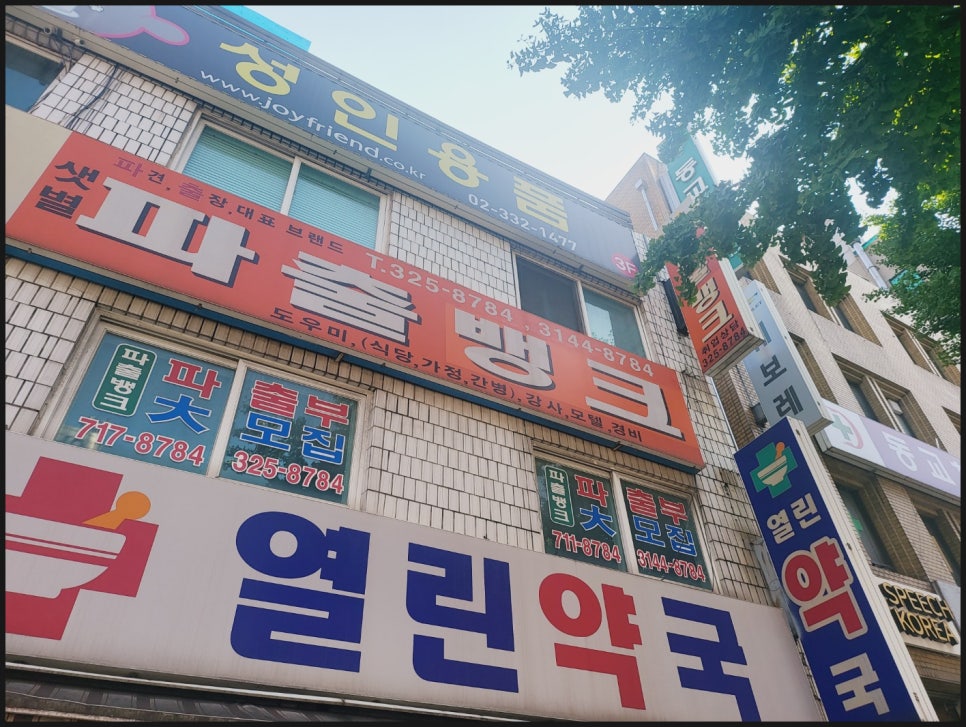 성인용품
www.joyfriend.co.kr
02-332-1477
3F
파견, 출장, 대표 브랜드
샛별
파출뱅크
T.325-8784, 3144-8784
도우미,(식당,가정,간병),강사,모텔,경비
파출뱅크
파출부
모집
717-8784
325-8784
파출뱅크
파출부
모집
711-8784
3144-8784
열린약국
뱅크
325-8784
보레
동교
동교
열린
약국
SPEECH
KOREA